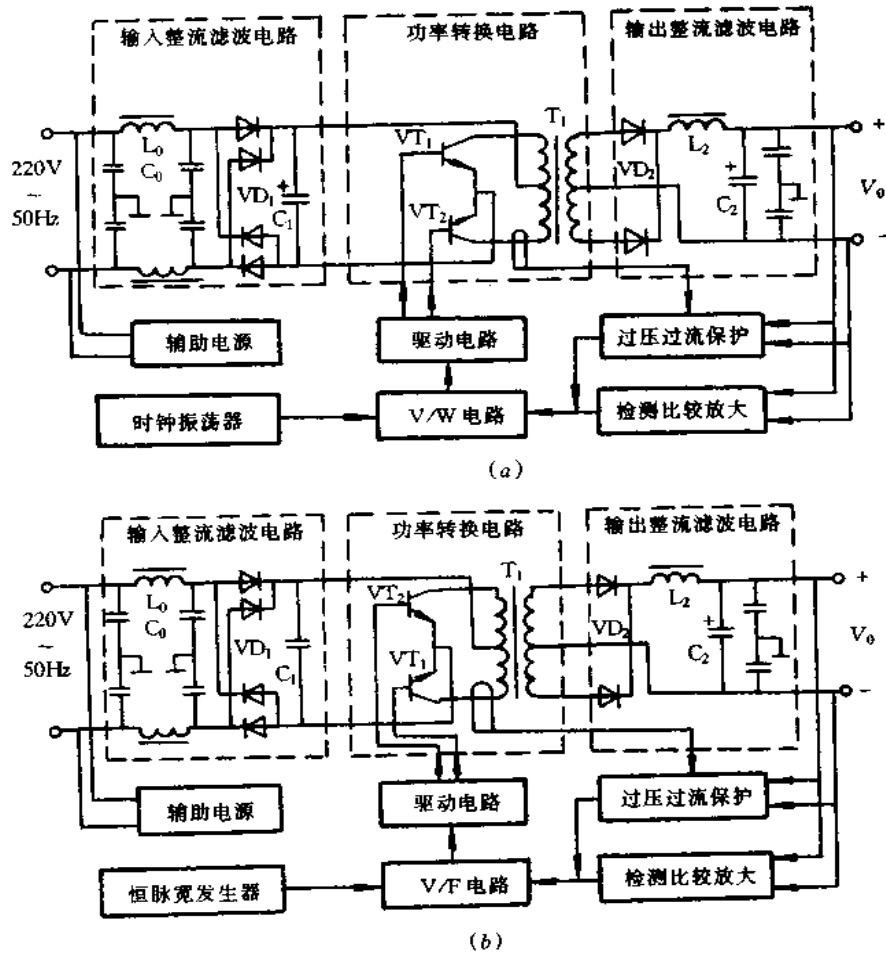 输入整流滤波电路
功率转换电路
输出整流滤波电路
T₁
VT₁
L₀
C₀
L₂
+
220V
~
50Hz
VD₁
+
C₁
VT₂
VD₂
+
C₂
V₀
−
辅助电源
驱动电路
过压过流保护
时钟振荡器
V/W 电路
检测比较放大
(a)
输入整流滤波电路
功率转换电路
输出整流滤波电路
T₁
VT₂
L₀
C₀
L₂
+
220V
~
50Hz
VD₁
C₁
VT₁
VD₂
+
C₂
V₀
−
辅助电源
驱动电路
过压过流保护
恒脉宽发生器
V/F 电路
检测比较放大
(b)